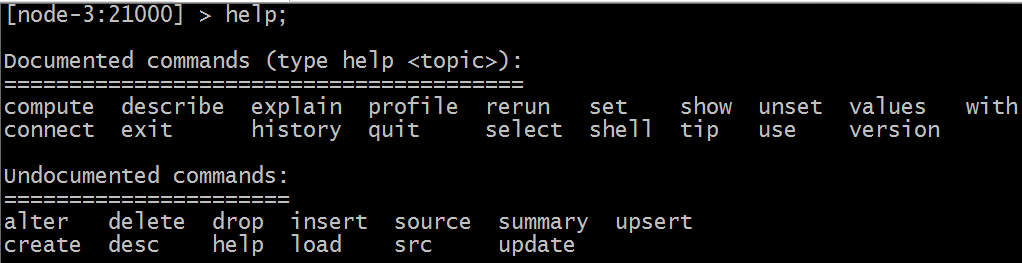 [node-3:21000] > help;
Documented commands (type help <topic>):
========================================
compute  describe  explain  profile  rerun   set    show  unset  values   with
connect  exit      history  quit     select  shell  tip   use    version
Undocumented commands:
======================
alter   delete  drop  insert  source  summary  upsert
create  desc    help  load    src     update